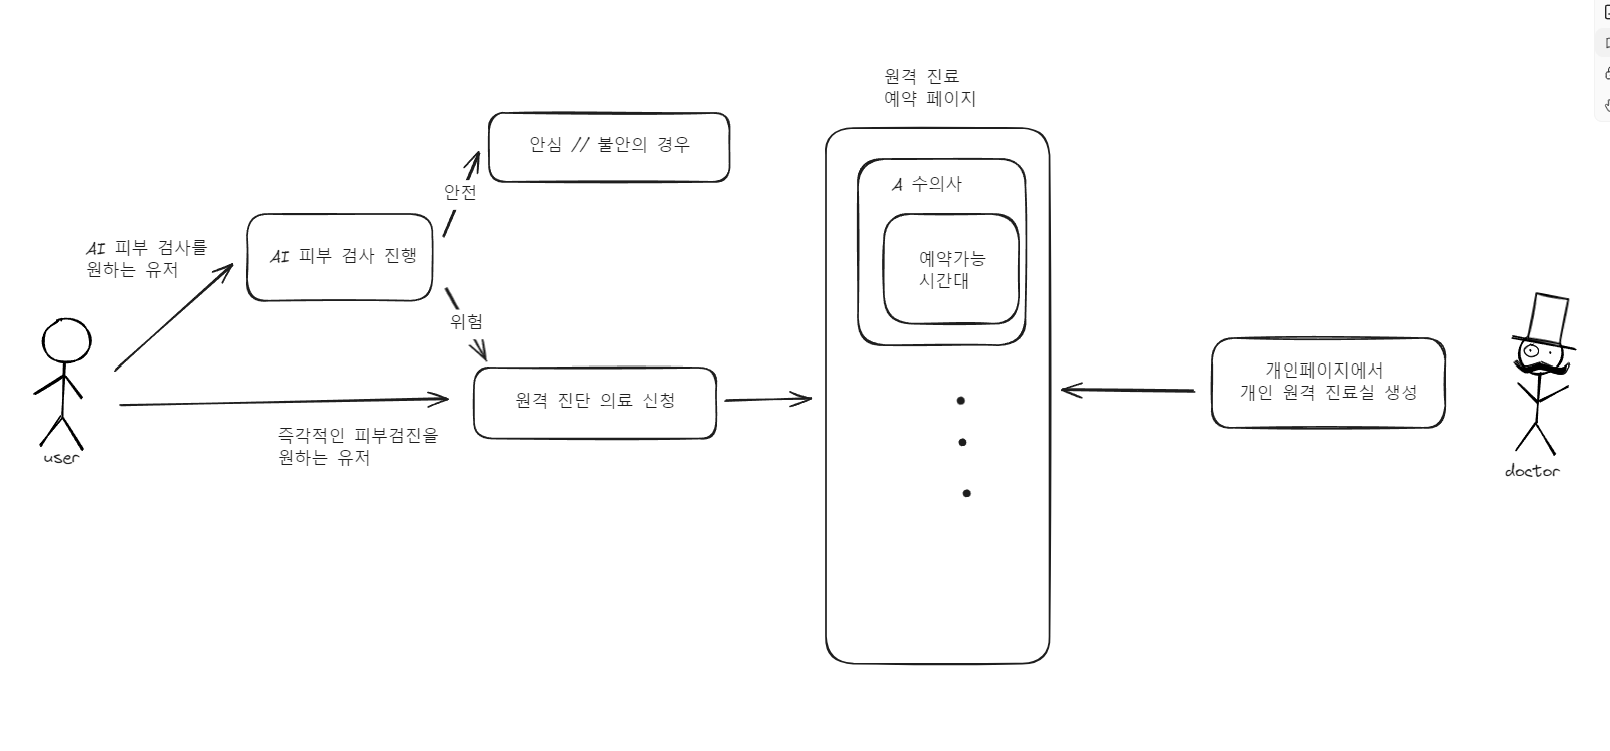 원격 진료
예약 페이지
안심 // 불안의 경우
안전
A 수의사
AI 피부 검사를
원하는 유저
AI 피부 검사 진행
예약가능
시간대
위험
개인페이지에서
개인 원격 진료실 생성
원격 진단 의료 신청
즉각적인 피부검진을
원하는 유저
user
doctor